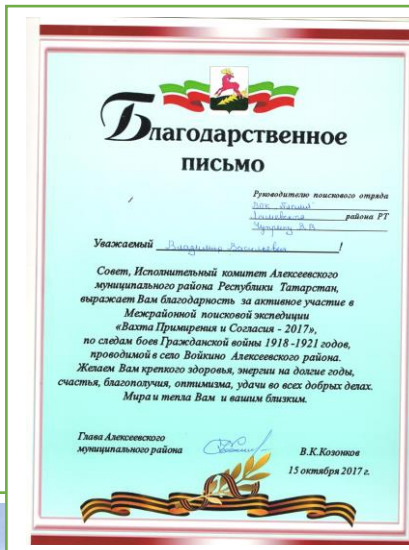 Благодарственное
письмо
Руководителю поискового отряда
района РТ
Уважаемый Владимир Васильевич !
Совет, Исполнительный комитет Алексеевского
муниципального района Республики Татарстан,
выражает Вам благодарность за активное участие в
Межрайонной поисковой экспедиции
«Вахта Примирения и Согласия - 2017»,
по следам боев Гражданской войны 1918 -1921 годов,
проводимой в село Войкино Алексеевского района.
Желаем Вам крепкого здоровья, энергии на долгие годы,
счастья, благополучия, оптимизма, удачи во всех добрых делах.
Мира и тепла Вам и вашим близким.
Глава Алексеевского
муниципального района В.К.Козонков
15 октября 2017 г.